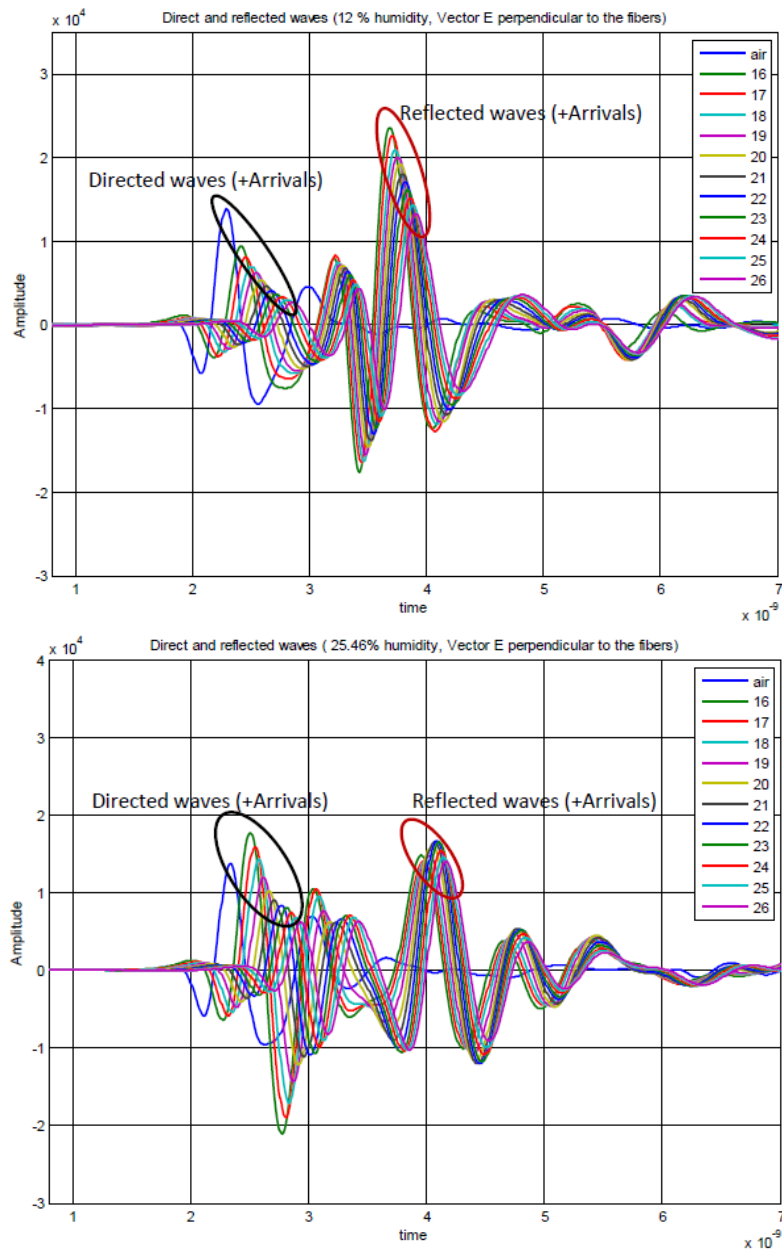 Direct and reflected waves (12 % humidity, Vector E perpendicular to the fibers)
x 10⁴
3
2
1
0
-1
-2
-3
Amplitude
Directed waves (+Arrivals)
Reflected waves (+Arrivals)
air
16
17
18
19
20
21
22
23
24
25
26
1 2 3 4 5 6 7
time
x 10⁻⁹
Direct and reflected waves ( 25.46% humidity, Vector E perpendicular to the fibers)
x 10⁴
4
3
2
1
0
-1
-2
-3
Amplitude
Directed waves (+Arrivals)
Reflected waves (+Arrivals)
air
16
17
18
19
20
21
22
23
24
25
26
1 2 3 4 5 6 7
time
x 10⁻⁹